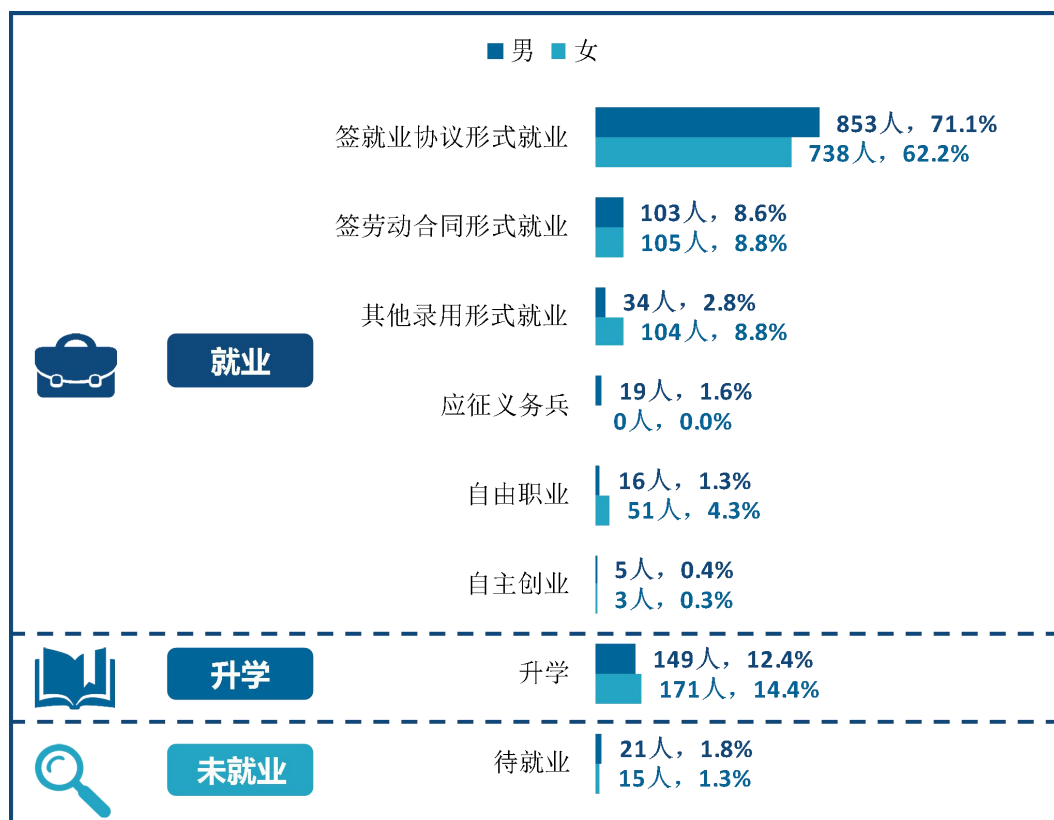 男 女
签就业协议形式就业
853人，71.1%
738人，62.2%
签劳动合同形式就业
103人，8.6%
105人，8.8%
其他录用形式就业
34人，2.8%
104人，8.8%
就业
应征义务兵
19人，1.6%
0人，0.0%
自由职业
16人，1.3%
51人，4.3%
自主创业
5人，0.4%
3人，0.3%
升学
升学
149人，12.4%
171人，14.4%
未就业
待就业
21人，1.8%
15人，1.3%